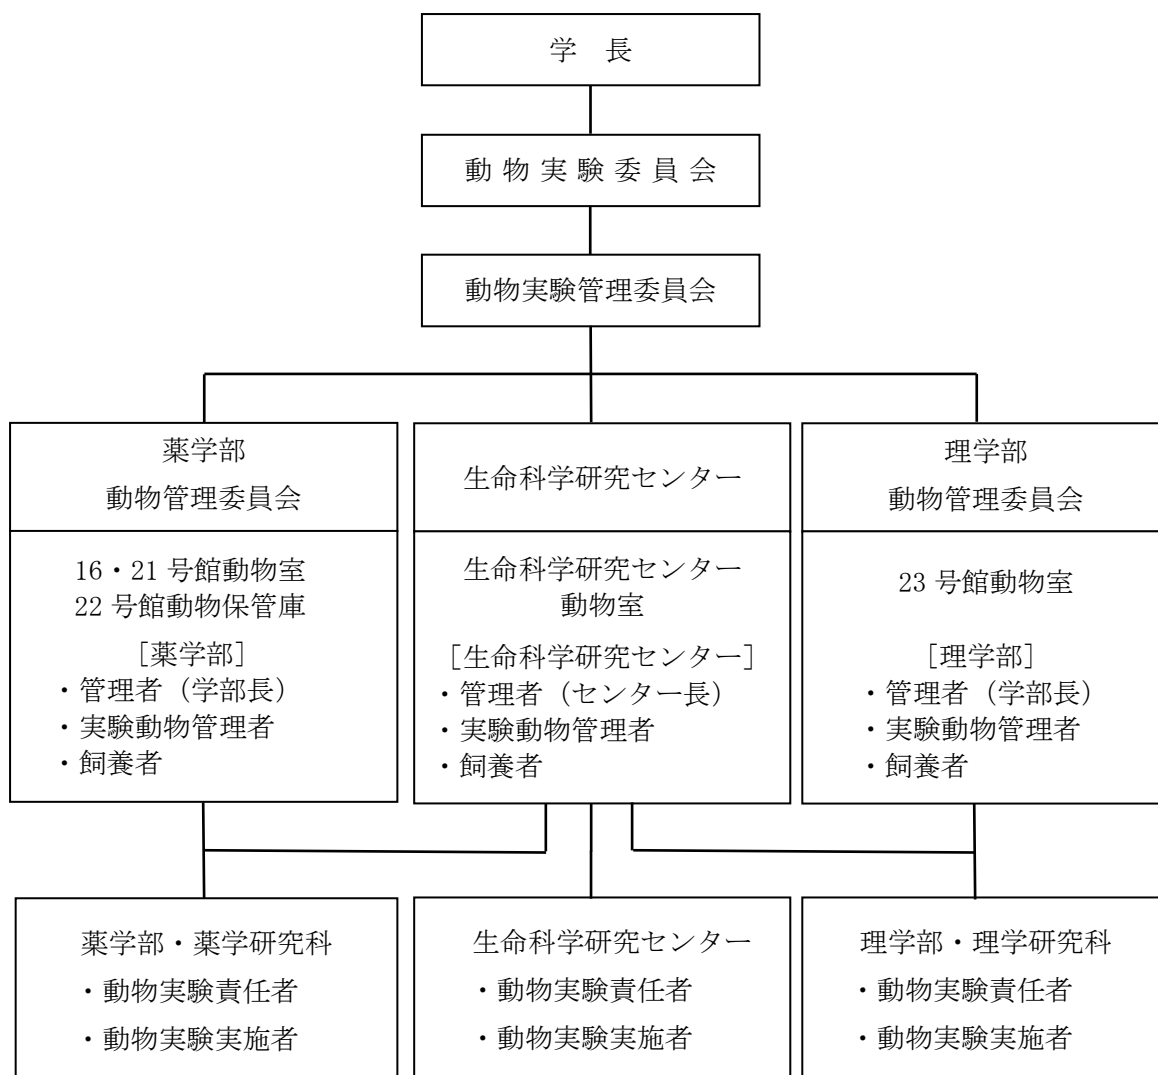 学　長
動 物 実 験 委 員 会
動物実験管理委員会
薬学部
動物管理委員会
16・21 号館動物室
22 号館動物保管庫
［薬学部］
・管理者（学部長）
・実験動物管理者
・飼養者
生命科学研究センター
生命科学研究センター
動物室
［生命科学研究センター］
・管理者（センター長）
・実験動物管理者
・飼養者
理学部
動物管理委員会
23 号館動物室
［理学部］
・管理者（学部長）
・実験動物管理者
・飼養者
薬学部・薬学研究科
・動物実験責任者
・動物実験実施者
生命科学研究センター
・動物実験責任者
・動物実験実施者
理学部・理学研究科
・動物実験責任者
・動物実験実施者